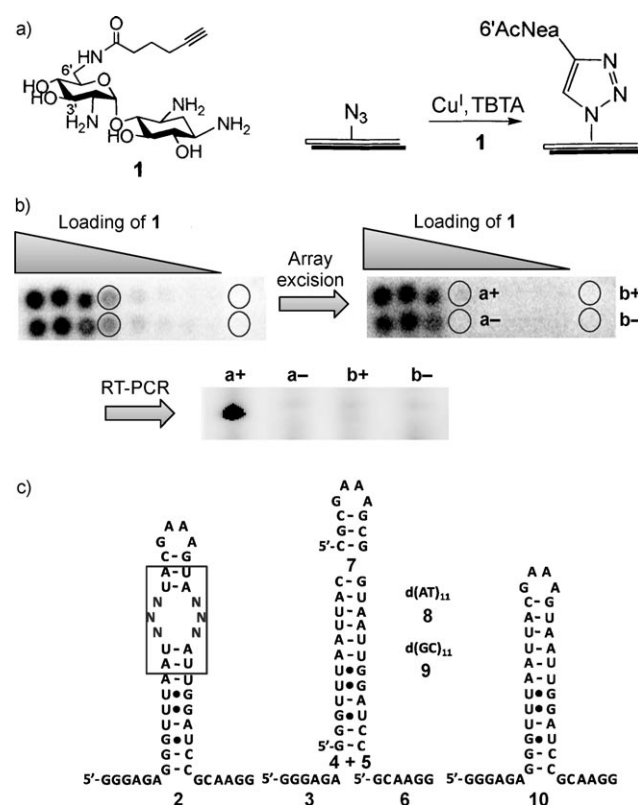 a)
O
HN
6'
HO
HO
3'
O
H₂N
O
NH₂
NH₂
HO
OH
1
N₃
Cuᴵ, TBTA
1
6'AcNea
N
N
N
b)
Loading of 1
Array excision
Loading of 1
a+
a–
b+
b–
RT-PCR
a+ a– b+ b–
c)
A A
G A
C – G
A – U
U – A
N N
N N
N N
U – A
A – U
A – U
5'-GGGAGA GCAAGG
2
A A
G A
C – G
G – C
5'-C – G
7
C – G
A – U
U – A
5'-G – C
4 + 5
5'-GGGAGA
3
5'-GCAAGG
6
d(AT)₁₁
8
d(GC)₁₁
9
A A
G A
C – G
A – U
U – A
5'-GGGAGA GCAAGG
10